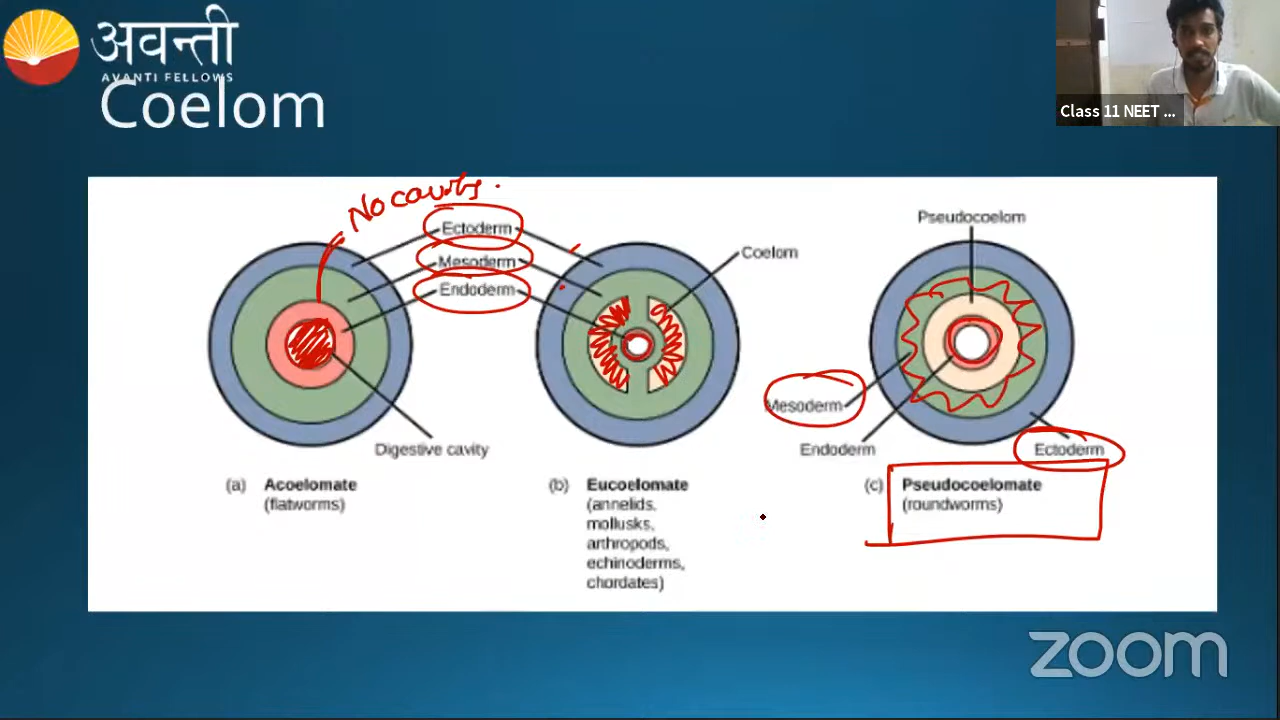 अवन्ती
AVANTI FELLOWS
Coelom
Class 11 NEET ...
No cavity.
Ectoderm
Mesoderm
Endoderm
Coelom
Pseudocoelom
Digestive cavity
Mesoderm
Endoderm
Ectoderm
(a) Acoelomate
(flatworms)
(b) Eucoelomate
(annelids,
mollusks,
arthropods,
echinoderms,
chordates)
(c) Pseudocoelomate
(roundworms)
zoom